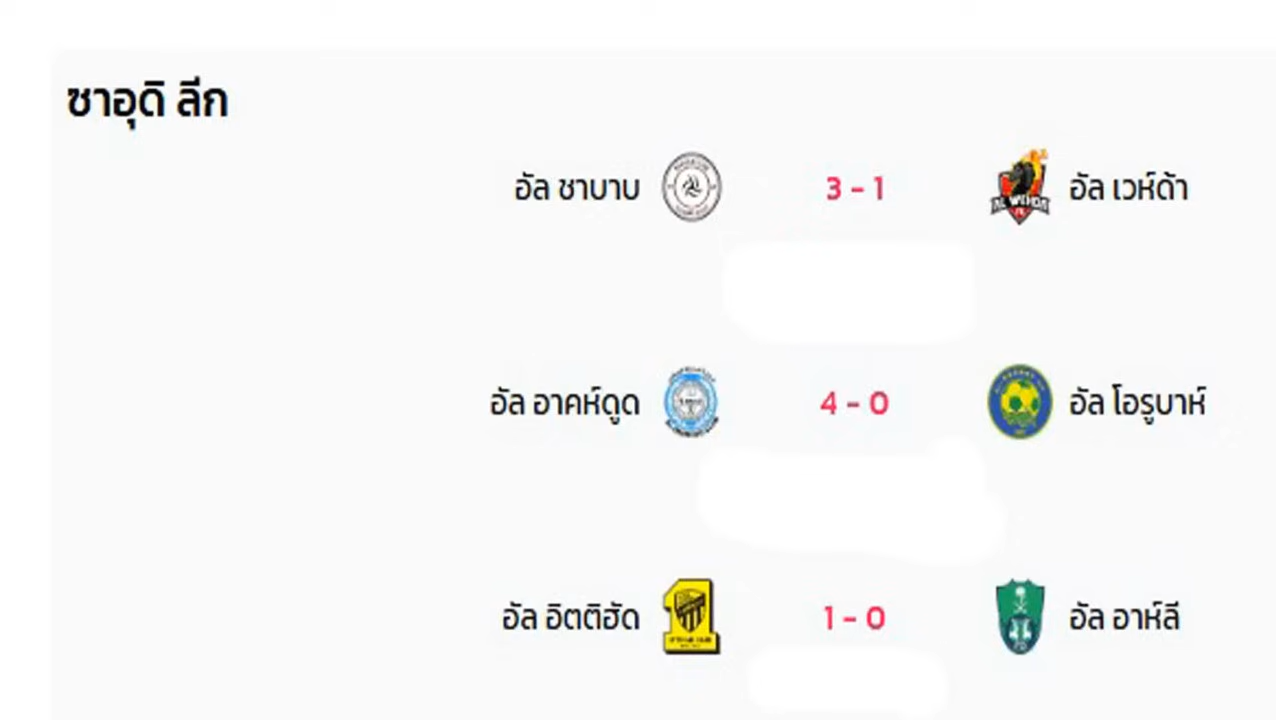 ซาอุดิ ลีก
อัล ชาบาบ 3 - 1 อัล เวห์ด้า
อัล อาคห์ดูด 4 - 0 อัล โอรูบาห์
อัล อิตติฮัด 1 - 0 อัล อาห์ลี